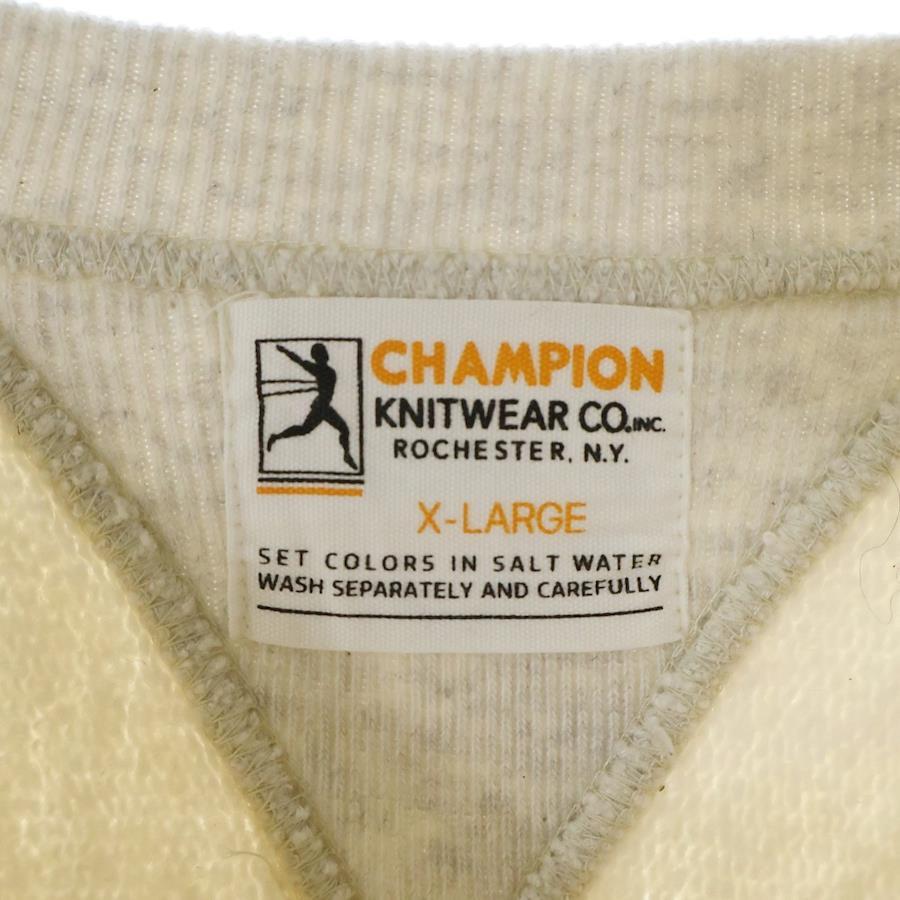 CHAMPION
KNITWEAR CO.INC.
ROCHESTER, N.Y.
X-LARGE
SET COLORS IN SALT WATER
WASH SEPARATELY AND CAREFULLY